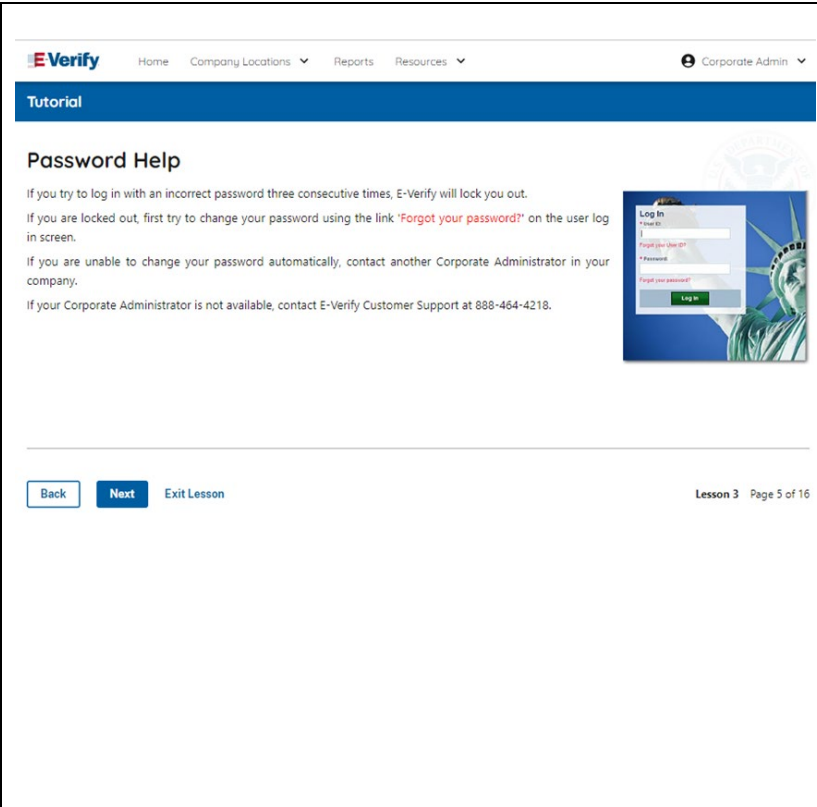 E-Verify Home Company Locations Reports Resources Corporate Admin
Tutorial
Password Help
If you try to log in with an incorrect password three consecutive times, E-Verify will lock you out.
If you are locked out, first try to change your password using the link 'Forgot your password?' on the user log
in screen.
If you are unable to change your password automatically, contact another Corporate Administrator in your
company.
If your Corporate Administrator is not available, contact E-Verify Customer Support at 888-464-4218.
Log In
* User ID:
Forgot your User ID?
* Password:
Forgot your password?
Log In
Back Next Exit Lesson Lesson 3 Page 5 of 16